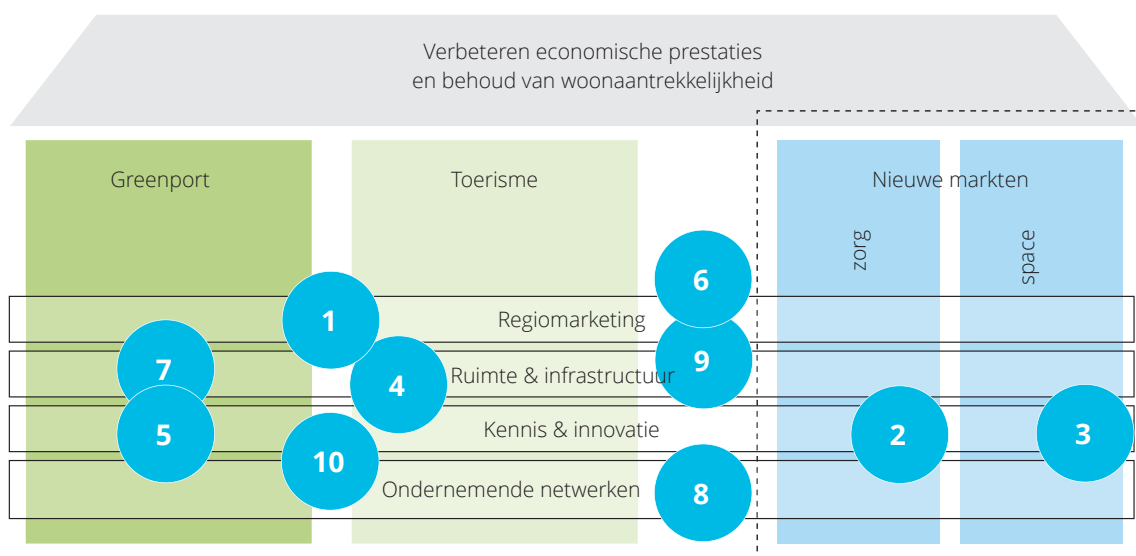 Verbeteren economische prestaties
en behoud van woonaantrekkelijkheid
Greenport
Toerisme
Nieuwe markten
zorg
space
6
1
Regiomarketing
7
9
4
Ruimte & infrastructuur
5
Kennis & innovatie
2
3
10
Ondernemende netwerken
8